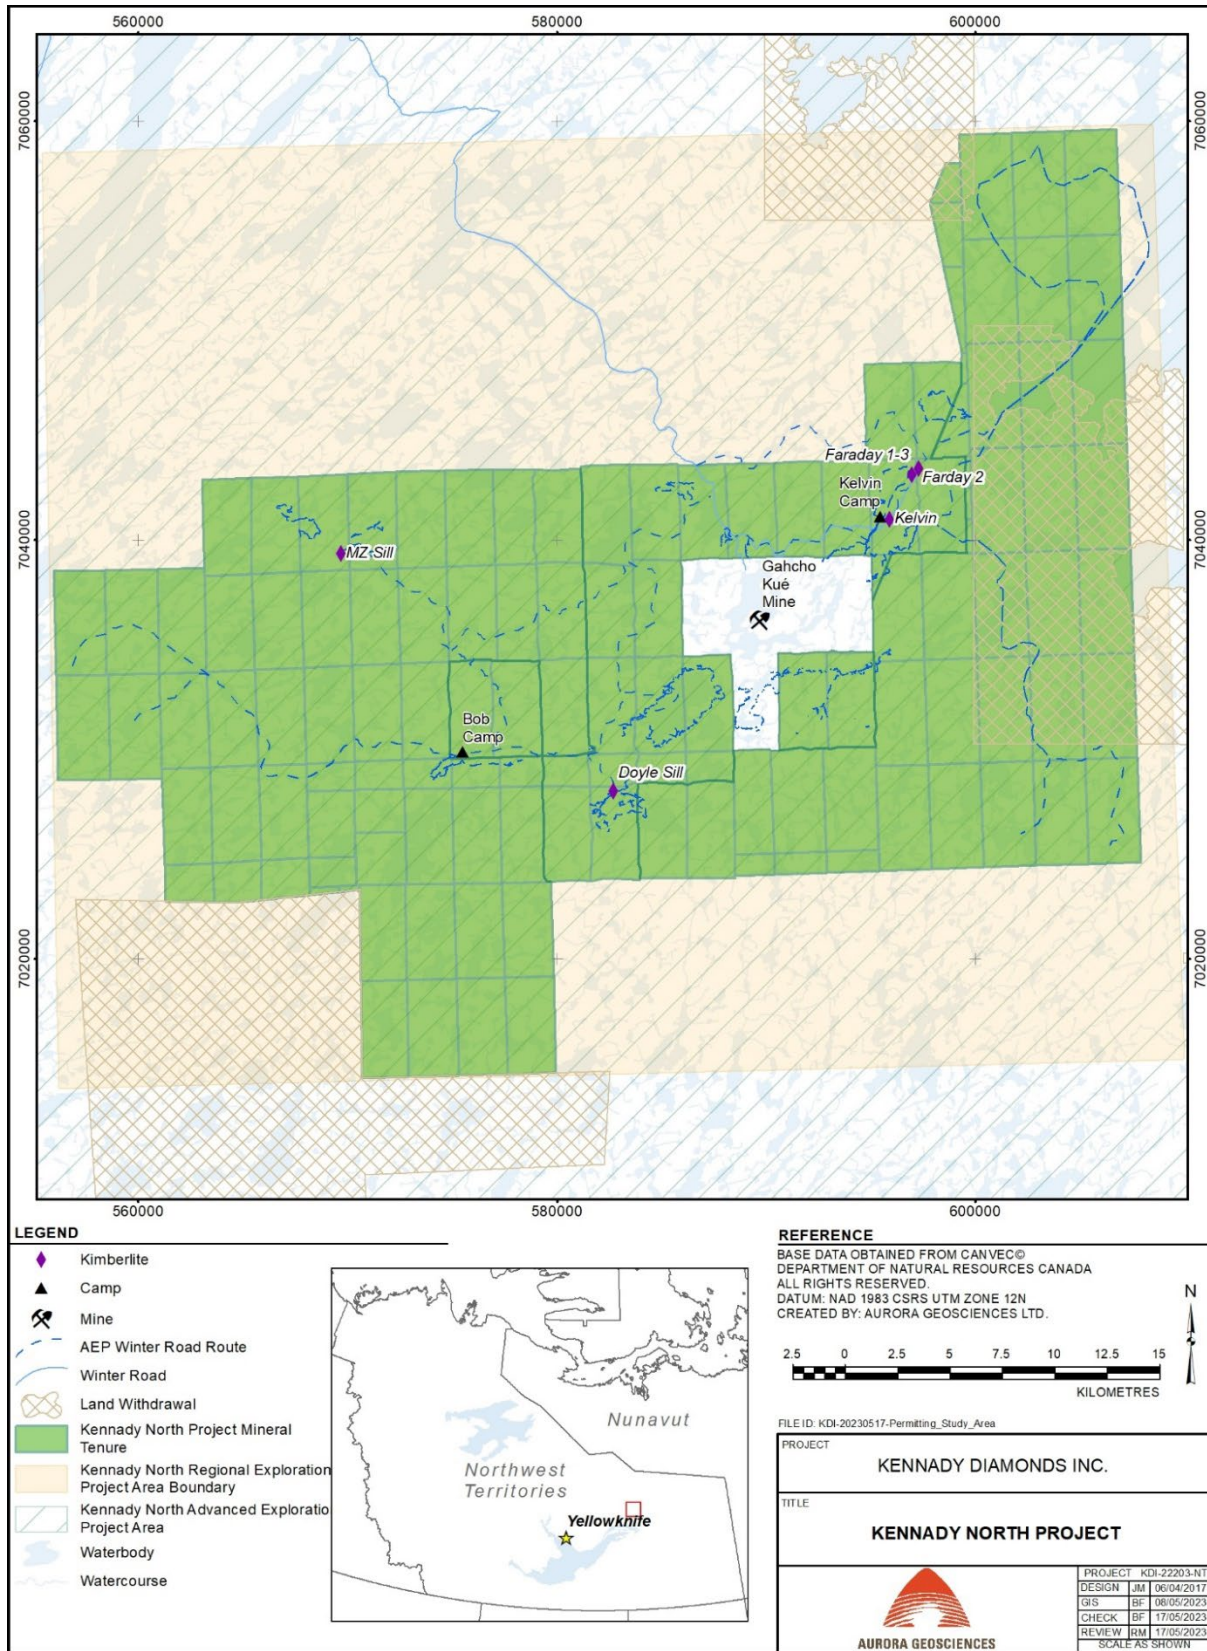 560000
580000
600000
7060000
7060000
Faraday 1-3
Farday 2
Kelvin
Camp
Kelvin
7040000
7040000
MZ Sill
Gahcho
Kué
Mine
Bob
Camp
Doyle Sill
7020000
7020000
560000
580000
600000
LEGEND
Kimberlite
Camp
Mine
AEP Winter Road Route
Winter Road
Land Withdrawal
Kennady North Project Mineral
Tenure
Kennady North Regional Exploration
Project Area Boundary
Kennady North Advanced Exploratio
Project Area
Waterbody
Watercourse
Nunavut
Northwest
Territories
Yellowknife
REFERENCE
BASE DATA OBTAINED FROM CANVEC©
DEPARTMENT OF NATURAL RESOURCES CANADA
ALL RIGHTS RESERVED.
DATUM: NAD 1983 CSRS UTM ZONE 12N
CREATED BY: AURORA GEOSCIENCES LTD.
N
2.5 0 2.5 5 7.5 10 12.5 15
KILOMETRES
FILE ID: KDI-20230517-Permitting_Study_Area
PROJECT
KENNADY DIAMONDS INC.
TITLE
KENNADY NORTH PROJECT
AURORA GEOSCIENCES
PROJECT KDI-22203-NT
DESIGN JM 06/04/2017
GIS BF 08/05/2023
CHECK BF 17/05/2023
REVIEW RM 17/05/2023
SCALE AS SHOWN